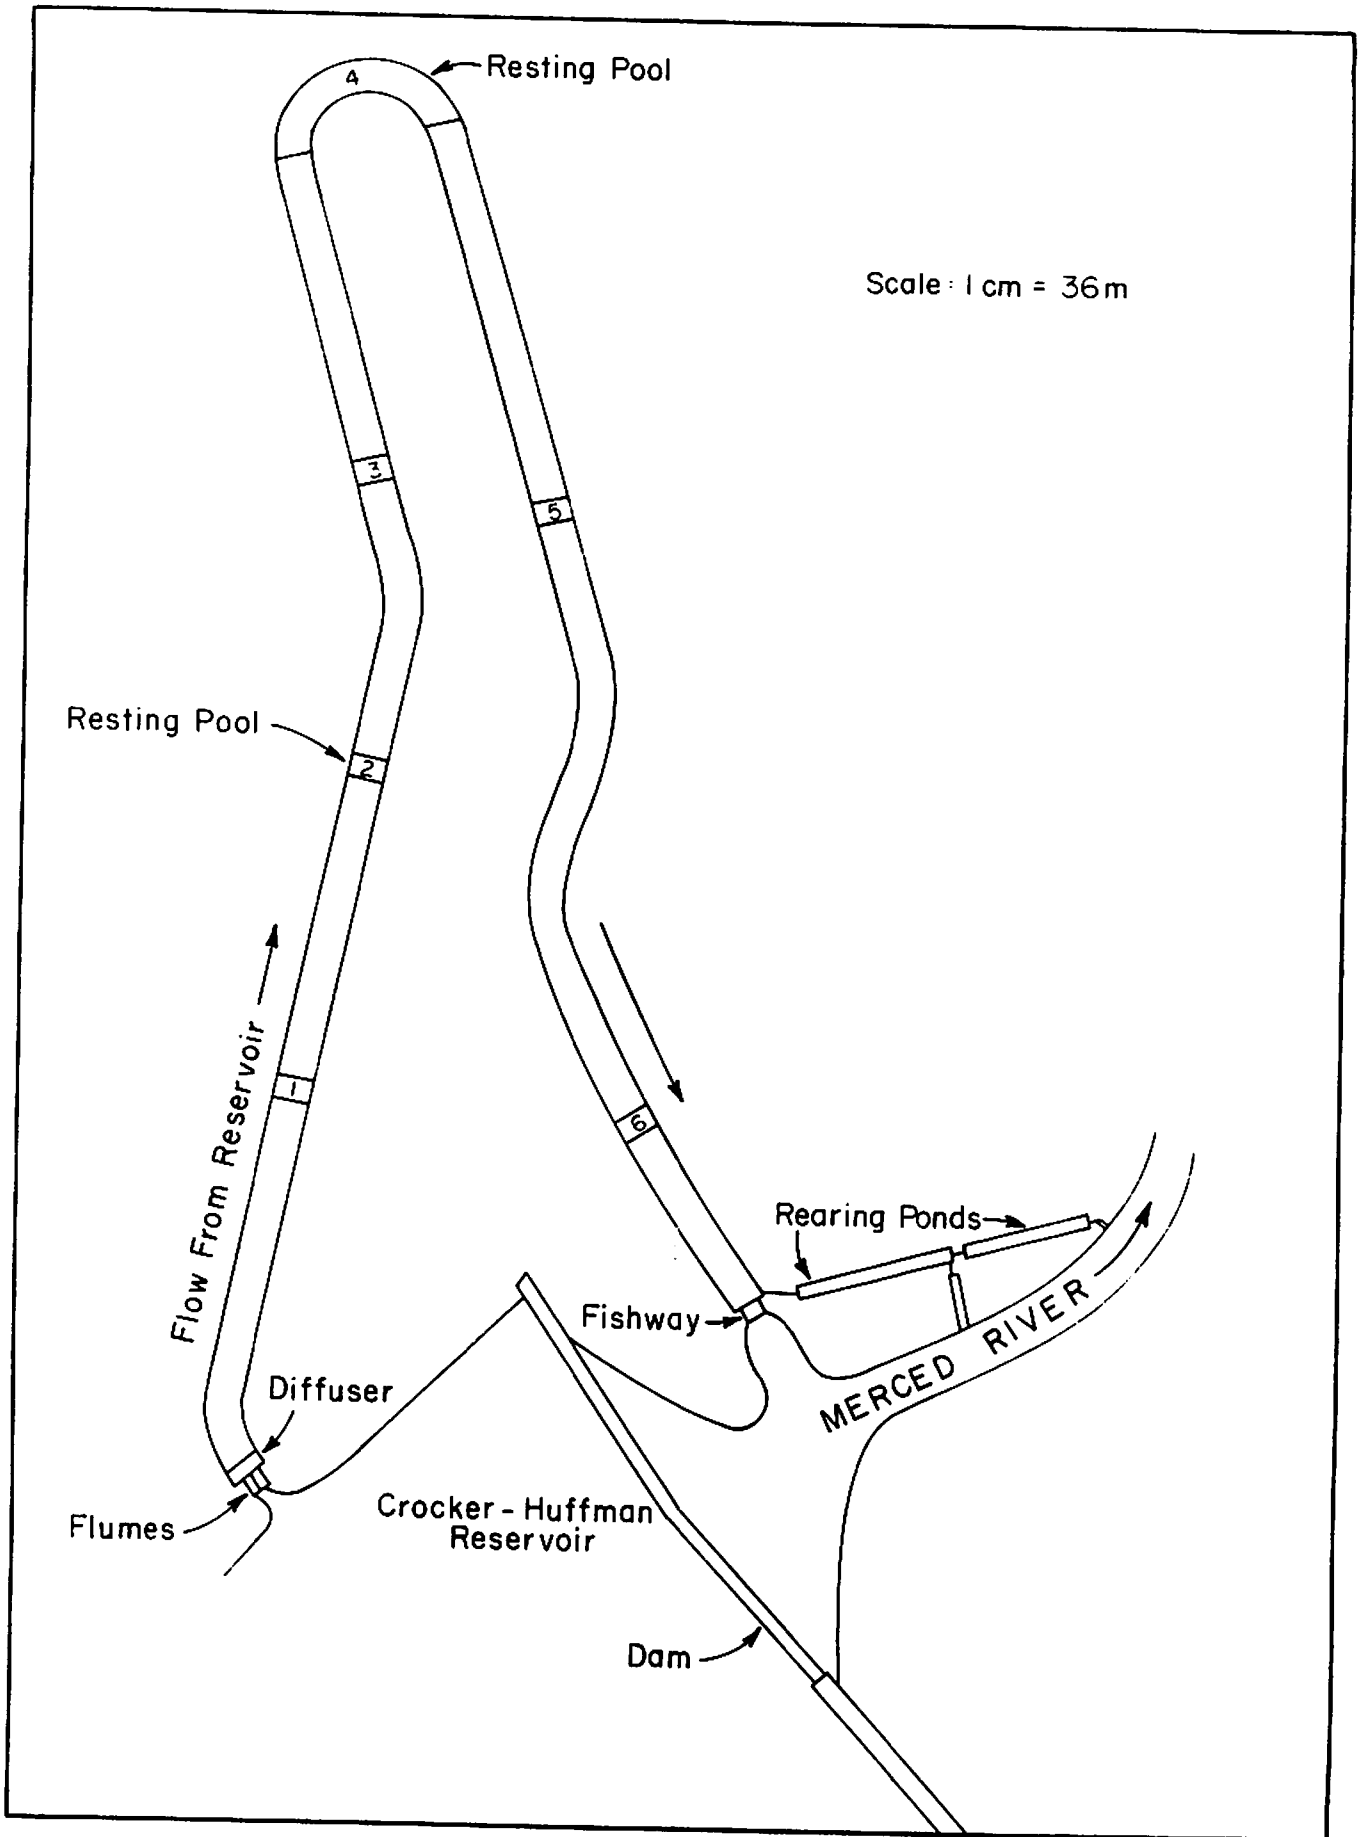 4
Resting Pool
Scale: 1 cm = 36m
3
5
Resting Pool
2
Flow From Reservoir
1
6
Rearing Ponds
Fishway
MERCED RIVER
Diffuser
Crocker-Huffman
Reservoir
Flumes
Dam